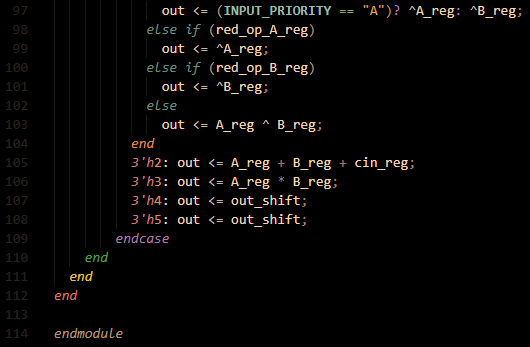 97 out <= (INPUT_PRIORITY == "A")? ^A_reg: ^B_reg;
98 else if (red_op_A_reg)
99 out <= ^A_reg;
100 else if (red_op_B_reg)
101 out <= ^B_reg;
102 else
103 out <= A_reg ^ B_reg;
104 end
105 3'h2: out <= A_reg + B_reg + cin_reg;
106 3'h3: out <= A_reg * B_reg;
107 3'h4: out <= out_shift;
108 3'h5: out <= out_shift;
109 endcase
110 end
111 end
112 end
113
114 endmodule